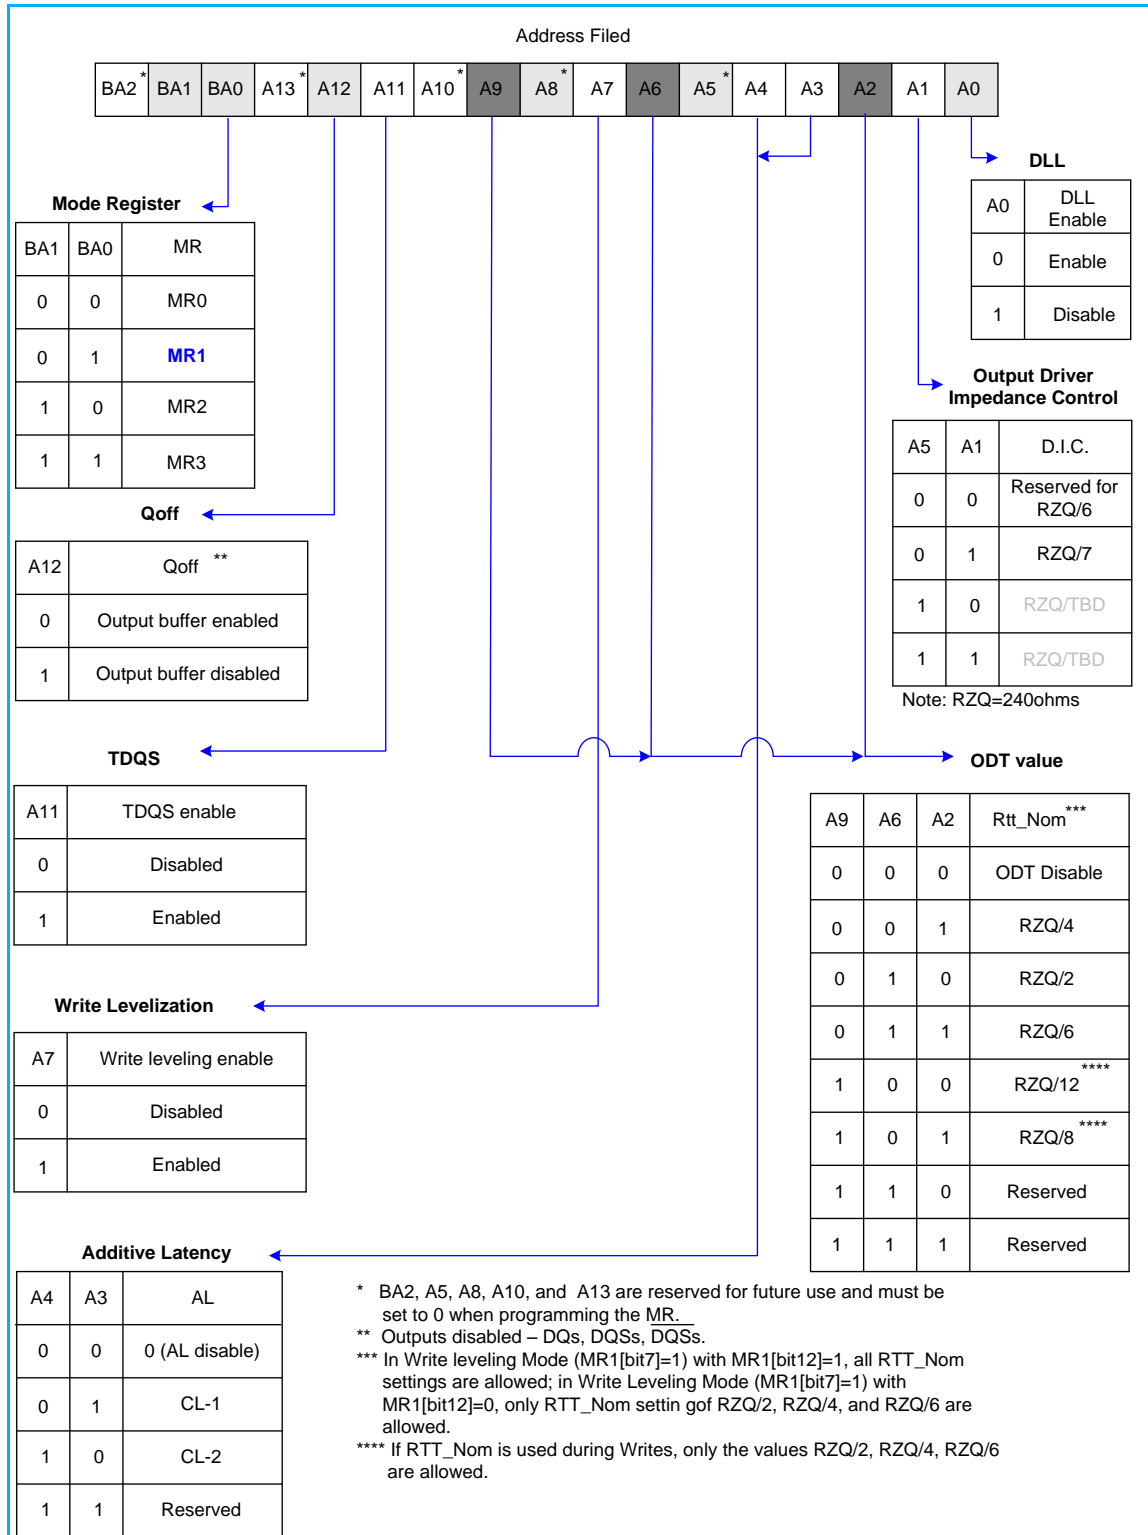 Address Filed
BA2* BA1 BA0 A13* A12 A11 A10* A9 A8* A7 A6 A5* A4 A3 A2 A1 A0
Mode Register
BA1 BA0 MR
0 0 MR0
0 1 MR1
1 0 MR2
1 1 MR3
DLL
A0 DLL Enable
0 Enable
1 Disable
Output Driver
Impedance Control
A5 A1 D.I.C.
0 0 Reserved for RZQ/6
0 1 RZQ/7
1 0 RZQ/TBD
1 1 RZQ/TBD
Note: RZQ=240ohms
Qoff
A12 Qoff **
0 Output buffer enabled
1 Output buffer disabled
TDQS
A11 TDQS enable
0 Disabled
1 Enabled
ODT value
A9 A6 A2 Rtt_Nom***
0 0 0 ODT Disable
0 0 1 RZQ/4
0 1 0 RZQ/2
0 1 1 RZQ/6
1 0 0 RZQ/12****
1 0 1 RZQ/8****
1 1 0 Reserved
1 1 1 Reserved
Write Levelization
A7 Write leveling enable
0 Disabled
1 Enabled
Additive Latency
A4 A3 AL
0 0 0 (AL disable)
0 1 CL-1
1 0 CL-2
1 1 Reserved
* BA2, A5, A8, A10, and A13 are reserved for future use and must be
set to 0 when programming the MR.
** Outputs disabled – DQs, DQSs, D̅Q̅S̅s̅.
*** In Write leveling Mode (MR1[bit7]=1) with MR1[bit12]=1, all RTT_Nom
settings are allowed; in Write Leveling Mode (MR1[bit7]=1) with
MR1[bit12]=0, only RTT_Nom settin gof RZQ/2, RZQ/4, and RZQ/6 are
allowed.
**** If RTT_Nom is used during Writes, only the values RZQ/2, RZQ/4, RZQ/6
are allowed.